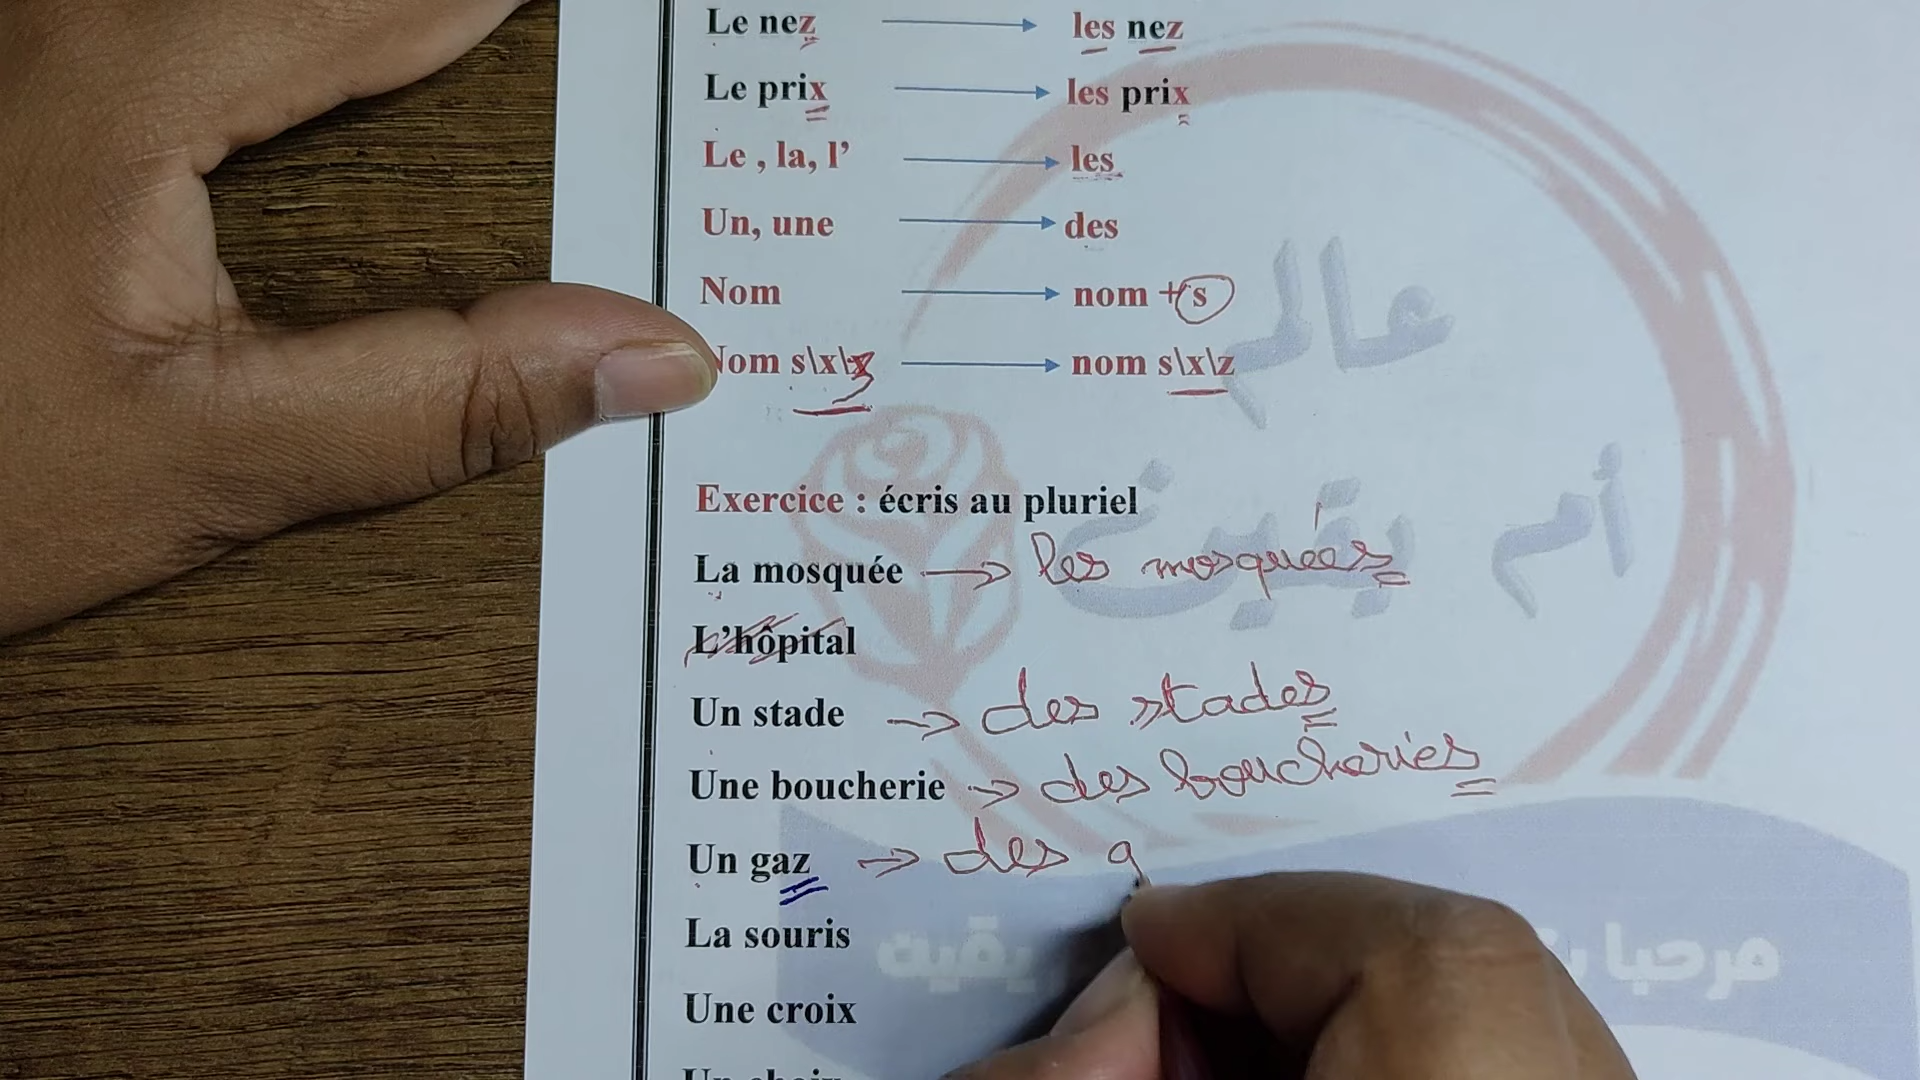 Le nez → les nez
Le prix → les prix
Le , la, l’ → les
Un, une → des
Nom → nom +s
Nom s\x\z → nom s\x\z
عالم
أم يقين
Exercice : écris au pluriel
La mosquée → les mosquées
L’hôpital
Un stade → des stades
Une boucherie → des boucheries
Un gaz → des g
مرحبا
La souris
Une croix